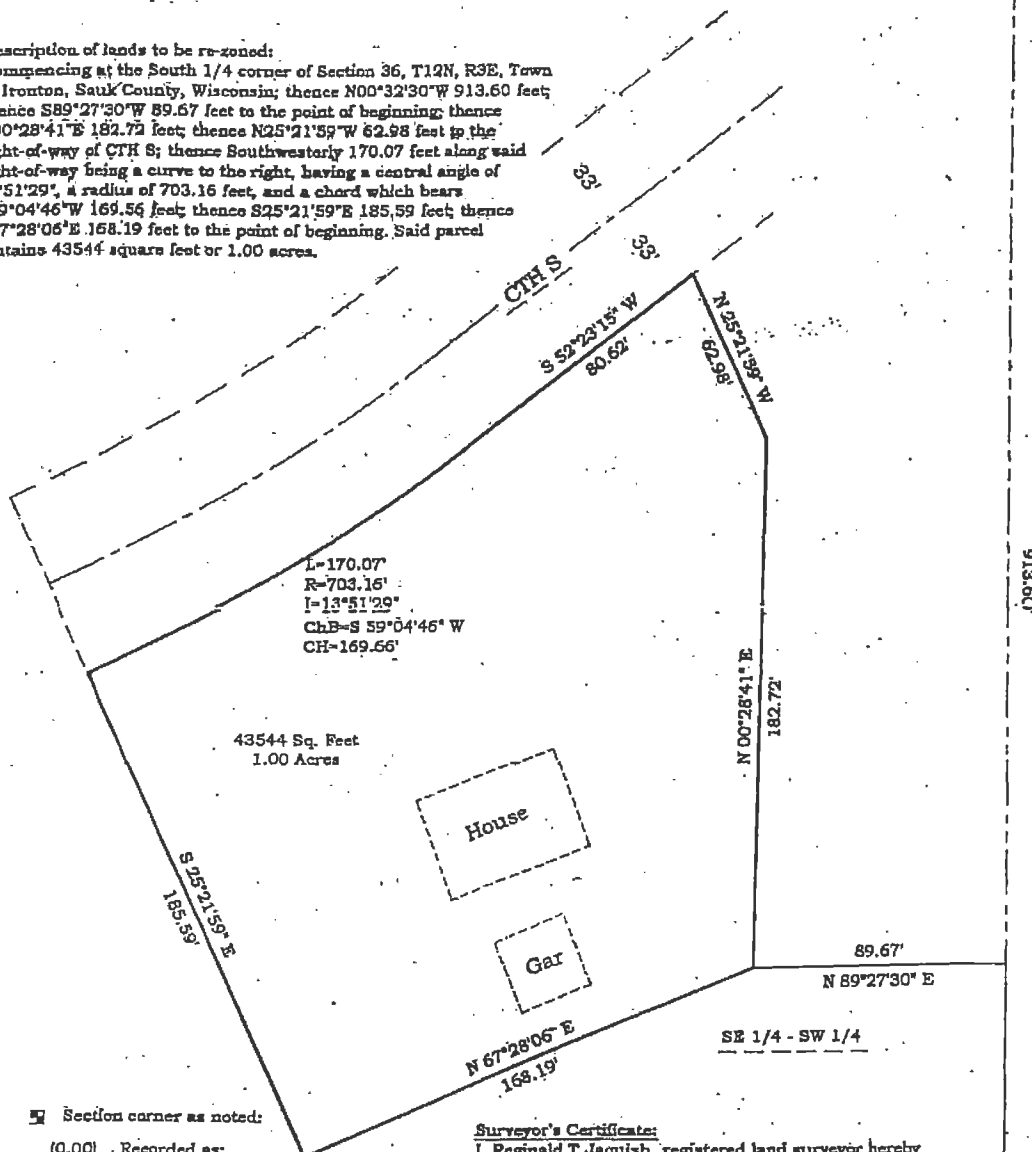 scription of lands to be re-zoned:
mmencing at the South 1/4 corner of Section 36, T12N, R3E, Town
Ironton, Sauk County, Wisconsin; thence N00°32'30"W 913.60 feet;
ence S89°27'30"W 89.67 feet to the point of beginning; thence
0°28'41"E 182.72 feet; thence N25°21'59"W 62.98 feet to the
ht-of-way of CTH S; thence Southwesterly 170.07 feet along said
ht-of-way being a curve to the right, having a central angle of
°51'29", a radius of 703.16 feet, and a chord which bears
9°04'46"W 169.56 feet; thence S25°21'59"E 185.59 feet; thence
7°28'06"E 168.19 feet to the point of beginning. Said parcel
ntains 43544 square feet or 1.00 acres.
33'
33'
CTH S
S 52°23'15" W
80.62'
N 25°21'59" W
62.98'
L=170.07'
R=703.16'
I=13°51'29"
ChB=S 59°04'46" W
CH=169.66'
913.60'
N 00°28'41" E
182.72'
43544 Sq. Feet
1.00 Acres
House
S 25°21'59" E
185.59'
Gar
89.67'
N 89°27'30" E
N 67°28'06" E
168.19'
SE 1/4 - SW 1/4
Section corner as noted:
(0.00) Recorded as:
Surveyor's Certificate:
I, Reginald T. Jaquish, registered land surveyor hereby